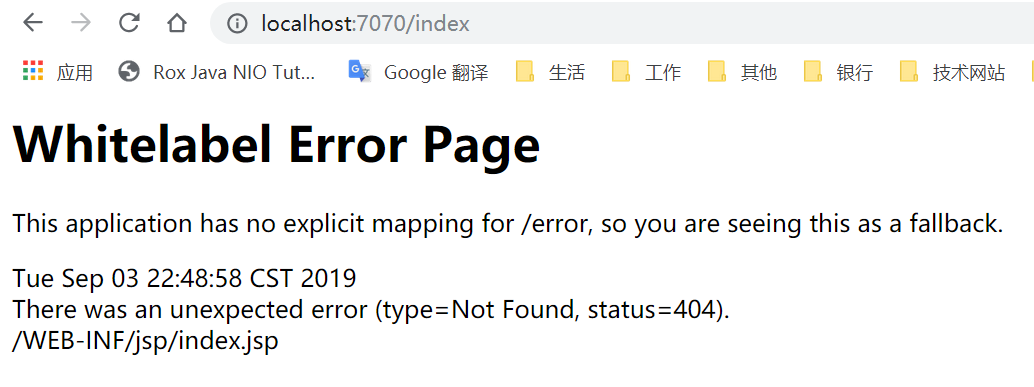 localhost:7070/index
应用 Rox Java NIO Tut... Google 翻译 生活 工作 其他 银行 技术网站
Whitelabel Error Page
This application has no explicit mapping for /error, so you are seeing this as a fallback.
Tue Sep 03 22:48:58 CST 2019
There was an unexpected error (type=Not Found, status=404).
/WEB-INF/jsp/index.jsp